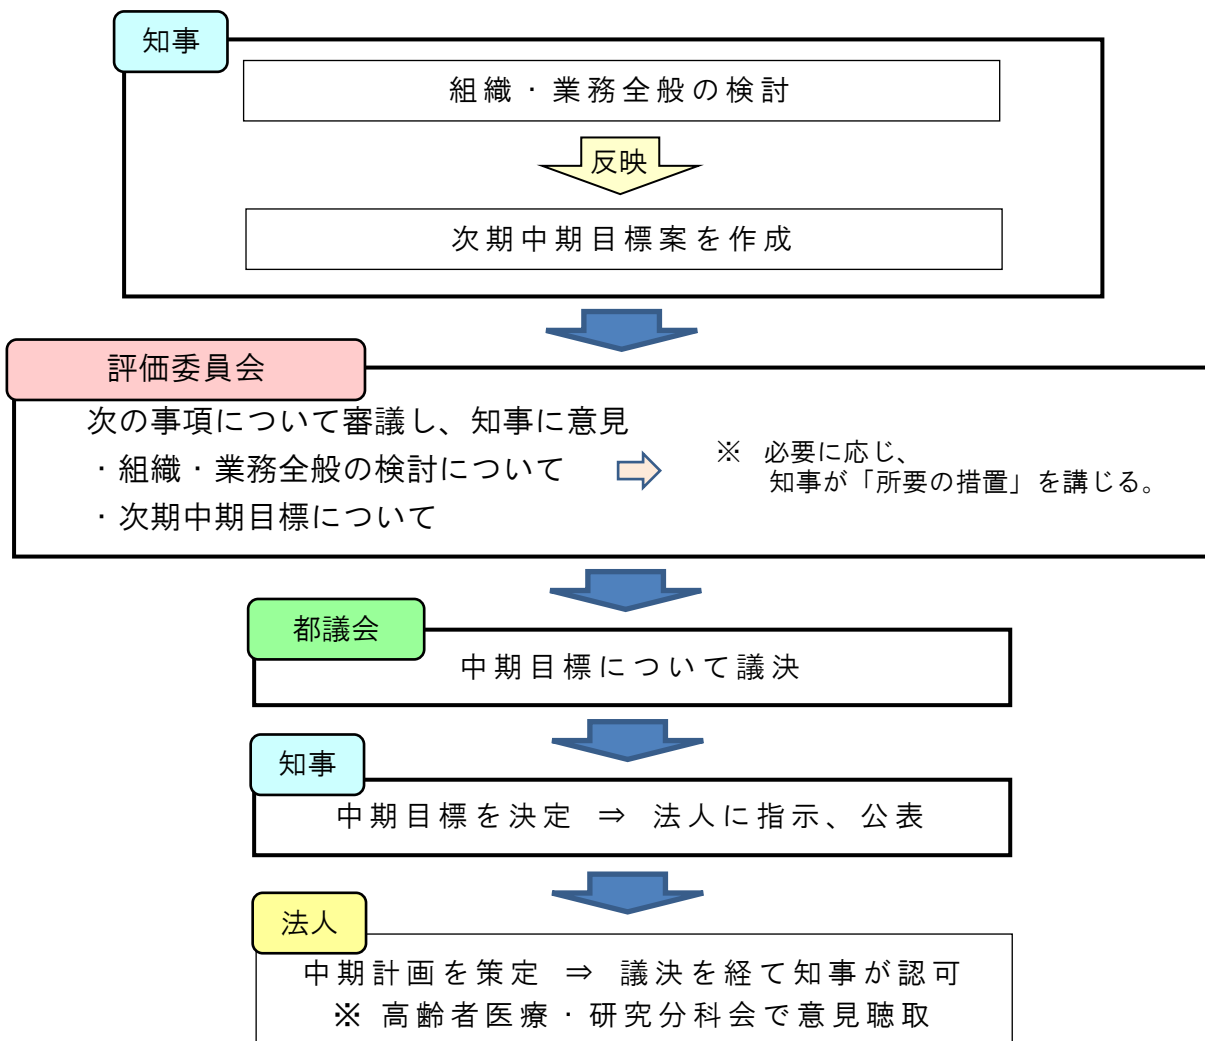 知事
組織・業務全般の検討
反映
次期中期目標案を作成
評価委員会
次の事項について審議し、知事に意見
・組織・業務全般の検討について
・次期中期目標について
※ 必要に応じ、
知事が「所要の措置」を講じる。
都議会
中期目標について議決
知事
中期目標を決定 ⇒ 法人に指示、公表
法人
中期計画を策定 ⇒ 議決を経て知事が認可
※ 高齢者医療・研究分科会で意見聴取